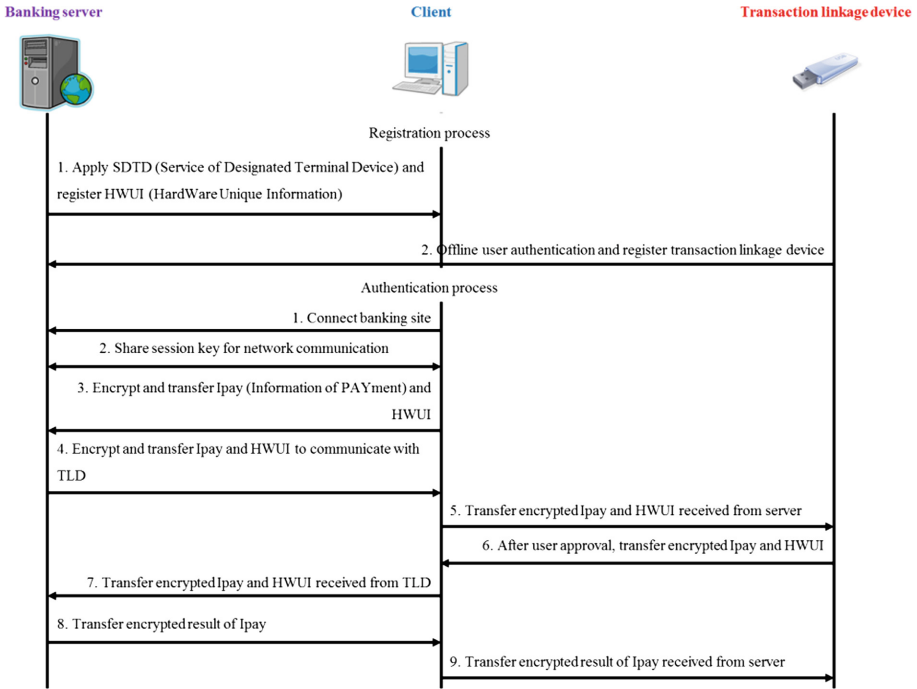 Banking server
Client
Transaction linkage device
Registration process
1. Apply SDTD (Service of Designated Terminal Device) and
register HWUI (HardWare Unique Information)
2. Offline user authentication and register transaction linkage device
Authentication process
1. Connect banking site
2. Share session key for network communication
3. Encrypt and transfer Ipay (Information of PAYment) and
HWUI
4. Encrypt and transfer Ipay and HWUI to communicate with
TLD
5. Transfer encrypted Ipay and HWUI received from server
6. After user approval, transfer encrypted Ipay and HWUI
7. Transfer encrypted Ipay and HWUI received from TLD
8. Transfer encrypted result of Ipay
9. Transfer encrypted result of Ipay received from server